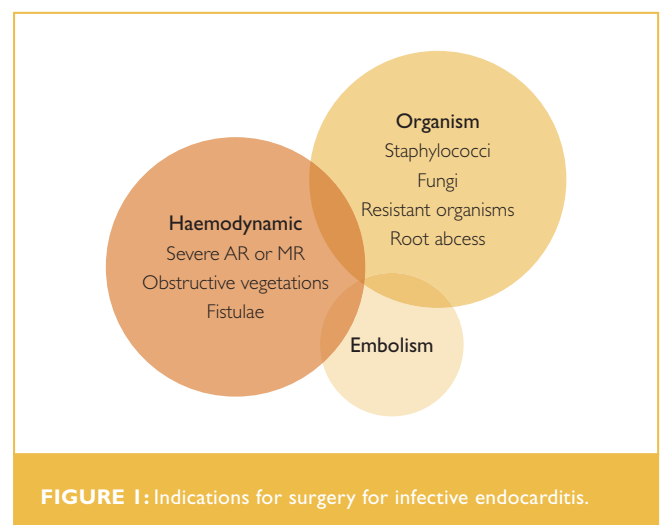 Organism
Staphylococci
Fungi
Resistant organisms
Root abcess
Haemodynamic
Severe AR or MR
Obstructive vegetations
Fistulae
Embolism
FIGURE 1: Indications for surgery for infective endocarditis.